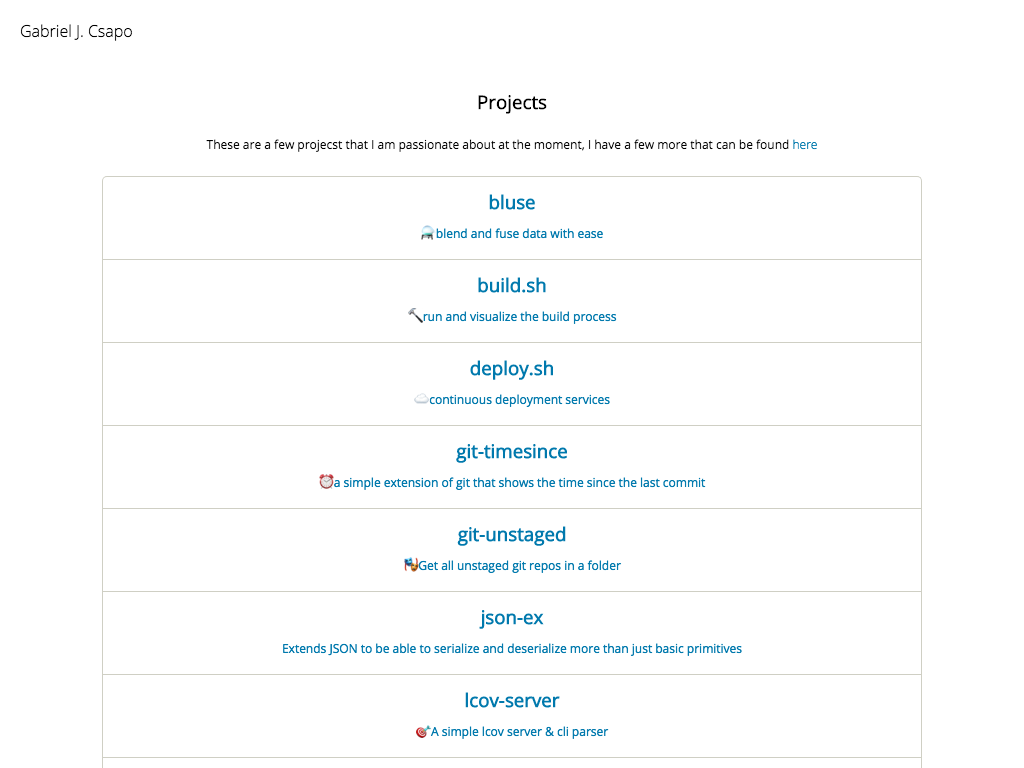 Gabriel J. Csapo
Projects
These are a few projecst that I am passionate about at the moment, I have a few more that can be found here
bluse
blend and fuse data with ease
build.sh
🔨run and visualize the build process
deploy.sh
☁️continuous deployment services
git-timesince
⏰a simple extension of git that shows the time since the last commit
git-unstaged
🎭Get all unstaged git repos in a folder
json-ex
Extends JSON to be able to serialize and deserialize more than just basic primitives
lcov-server
🎯A simple lcov server & cli parser